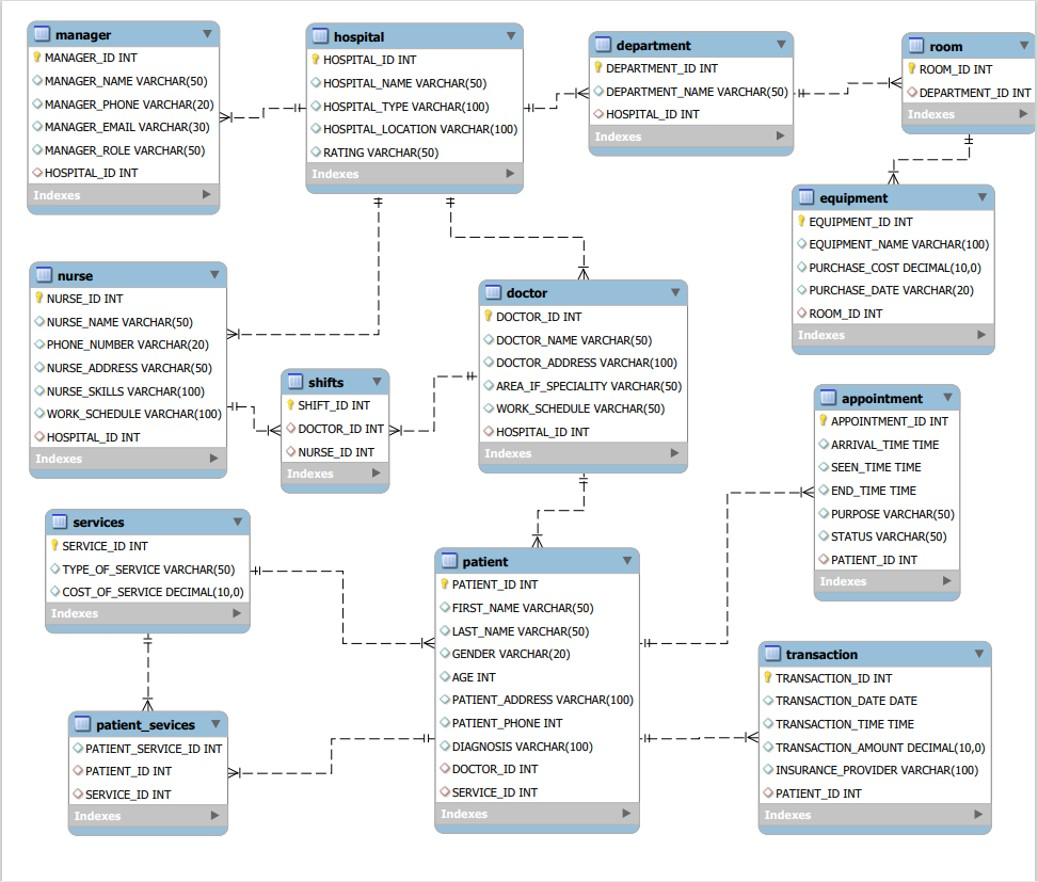 manager
MANAGER_ID INT
MANAGER_NAME VARCHAR(50)
MANAGER_PHONE VARCHAR(20)
MANAGER_EMAIL VARCHAR(30)
MANAGER_ROLE VARCHAR(50)
HOSPITAL_ID INT
Indexes
hospital
HOSPITAL_ID INT
HOSPITAL_NAME VARCHAR(50)
HOSPITAL_TYPE VARCHAR(100)
HOSPITAL_LOCATION VARCHAR(100)
RATING VARCHAR(50)
Indexes
department
DEPARTMENT_ID INT
DEPARTMENT_NAME VARCHAR(50)
HOSPITAL_ID INT
Indexes
room
ROOM_ID INT
DEPARTMENT_ID INT
Indexes
equipment
EQUIPMENT_ID INT
EQUIPMENT_NAME VARCHAR(100)
PURCHASE_COST DECIMAL(10,0)
PURCHASE_DATE VARCHAR(20)
ROOM_ID INT
Indexes
nurse
NURSE_ID INT
NURSE_NAME VARCHAR(50)
PHONE_NUMBER VARCHAR(20)
NURSE_ADDRESS VARCHAR(50)
NURSE_SKILLS VARCHAR(100)
WORK_SCHEDULE VARCHAR(100)
HOSPITAL_ID INT
Indexes
shifts
SHIFT_ID INT
DOCTOR_ID INT
NURSE_ID INT
Indexes
doctor
DOCTOR_ID INT
DOCTOR_NAME VARCHAR(50)
DOCTOR_ADDRESS VARCHAR(100)
AREA_IF_SPECIALITY VARCHAR(50)
WORK_SCHEDULE VARCHAR(50)
HOSPITAL_ID INT
Indexes
appointment
APPOINTMENT_ID INT
ARRIVAL_TIME TIME
SEEN_TIME TIME
END_TIME TIME
PURPOSE VARCHAR(50)
STATUS VARCHAR(50)
PATIENT_ID INT
Indexes
services
SERVICE_ID INT
TYPE_OF_SERVICE VARCHAR(50)
COST_OF_SERVICE DECIMAL(10,0)
Indexes
patient
PATIENT_ID INT
FIRST_NAME VARCHAR(50)
LAST_NAME VARCHAR(50)
GENDER VARCHAR(20)
AGE INT
PATIENT_ADDRESS VARCHAR(100)
PATIENT_PHONE INT
DIAGNOSIS VARCHAR(100)
DOCTOR_ID INT
SERVICE_ID INT
Indexes
transaction
TRANSACTION_ID INT
TRANSACTION_DATE DATE
TRANSACTION_TIME TIME
TRANSACTION_AMOUNT DECIMAL(10,0)
INSURANCE_PROVIDER VARCHAR(100)
PATIENT_ID INT
Indexes
patient_sevices
PATIENT_SERVICE_ID INT
PATIENT_ID INT
SERVICE_ID INT
Indexes